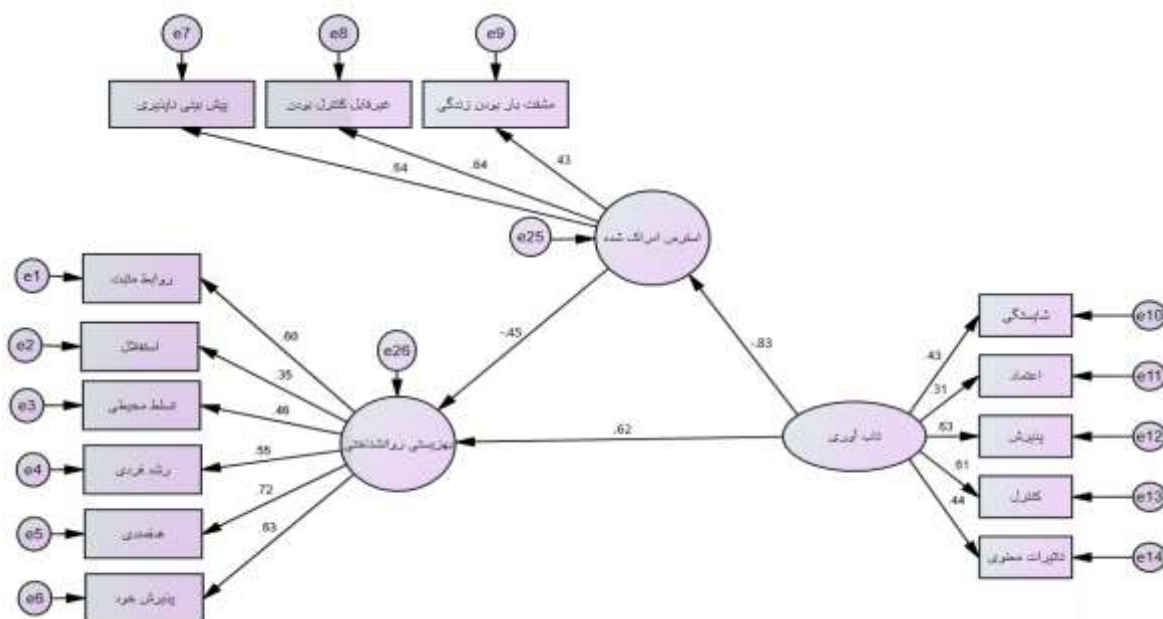 e7
e8
e9
پیش بینی ناپذیری
غیرقابل کنترل بودن
مشقت بار بودن زندگی
.64
.64
.43
e25
استرس ادراک شده
e1
روابط مثبت
e2
استقلال
e3
تسلط محیطی
e4
رشد فردی
e5
هدفمندی
e6
پذیرش خود
.60
.35
.46
.55
.72
.63
e26
بهزیستی روانشناختی
-.45
-.83
.62
تاب آوری
شایستگی
e10
اعتماد
e11
پذیرش
e12
کنترل
e13
تاثیرات معنوی
e14
.43
.31
.63
.61
.44